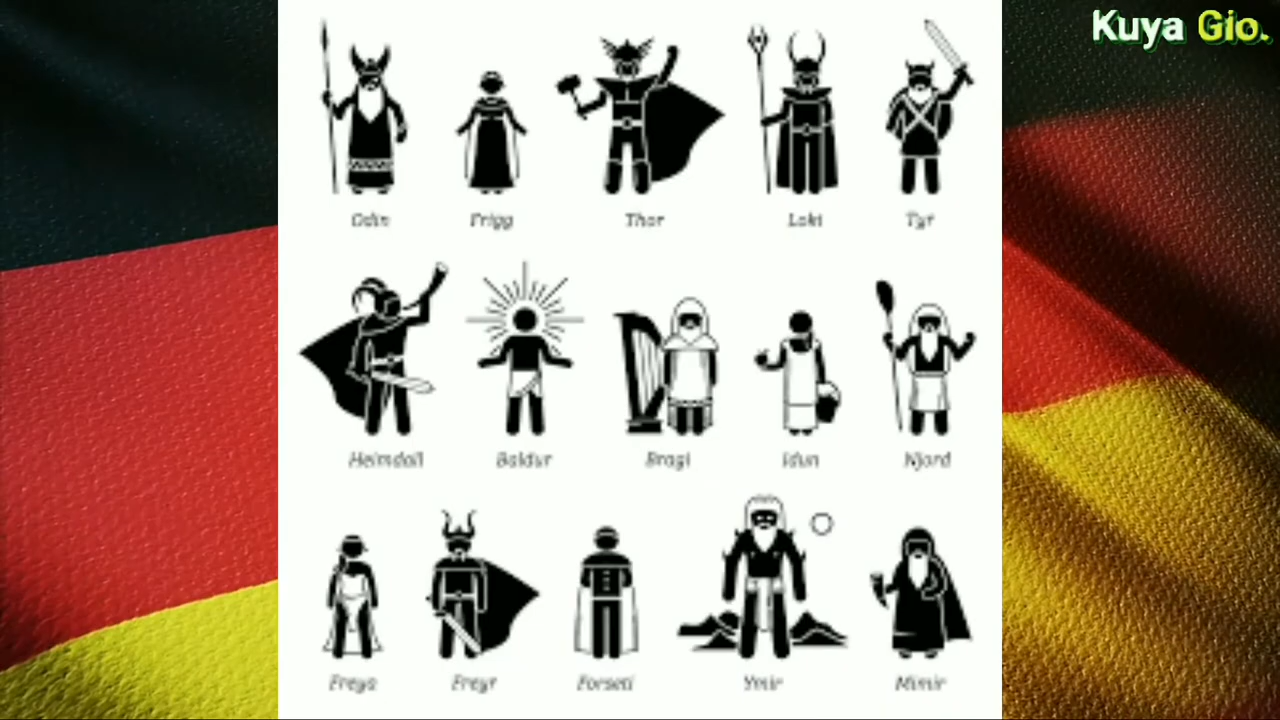 Kuya Gio.
Odin Frigg Thor Loki Tyr
Heimdall Baldur Bragi Idun Njord
Freya Freyr Forseti Ymir Mimir